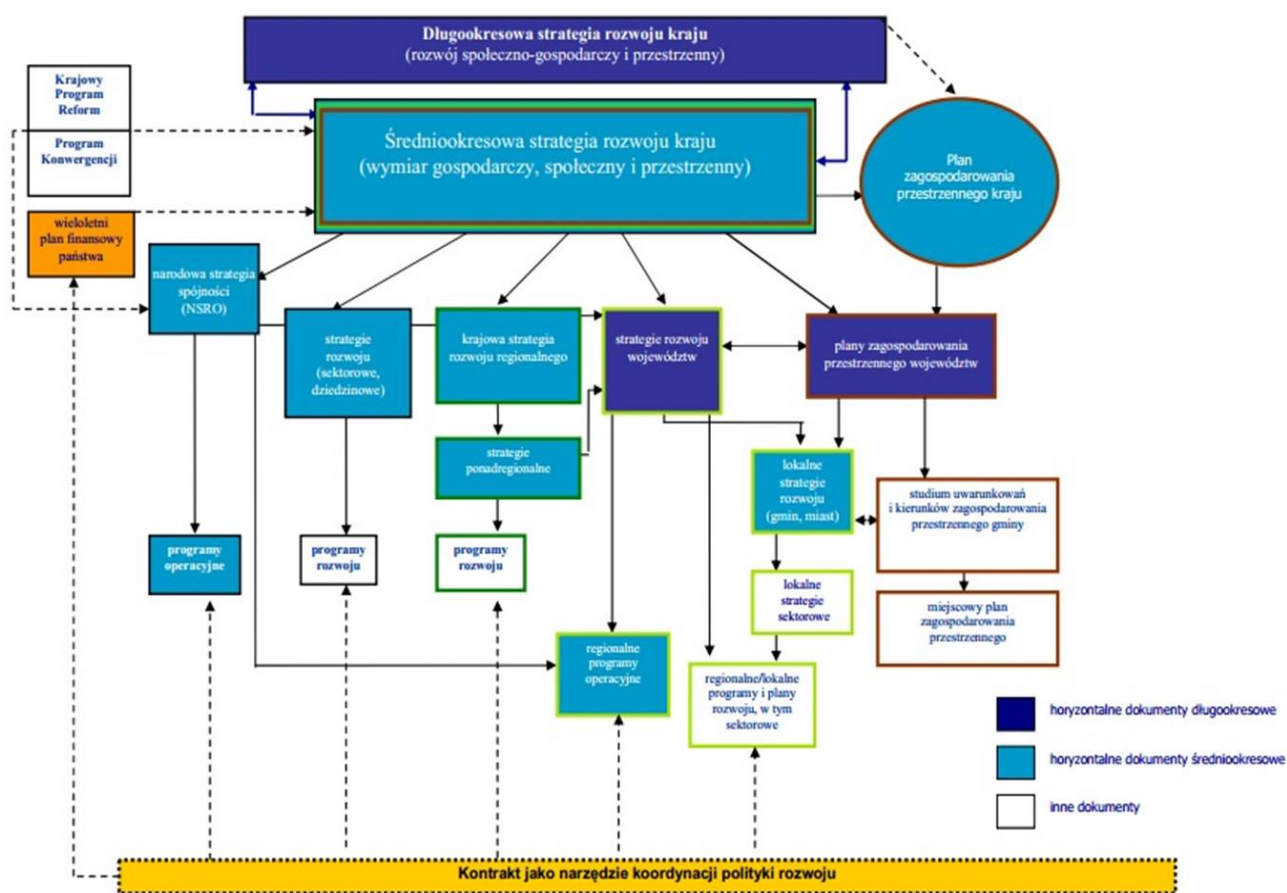 Długookresowa strategia rozwoju kraju
(rozwój społeczno-gospodarczy i przestrzenny)
Krajowy
Program
Reform
Program
Konwergencji
Średniookresowa strategia rozwoju kraju
(wymiar gospodarczy, społeczny i przestrzenny)
Plan
zagospodarowania
przestrzennego kraju
wieloletni
plan finansowy
państwa
narodowa strategia
spójności
(NSRO)
strategie
rozwoju
(sektorowe,
dziedzinowe)
krajowa strategia
rozwoju regionalnego
strategie rozwoju
województw
plany zagospodarowania
przestrzennego województw
strategie
ponadregionalne
lokalne
strategie
rozwoju
(gmin, miast)
studium uwarunkowań
i kierunków zagospodarowania
przestrzennego gminy
programy
operacyjne
programy
rozwoju
programy
rozwoju
lokalne
strategie
sektorowe
miejscowy plan
zagospodarowania
przestrzennego
regionalne
programy
operacyjne
regionalne/lokalne
programy i plany
rozwoju, w tym
sektorowe
horyzontalne dokumenty długookresowe
horyzontalne dokumenty średniookresowe
inne dokumenty
Kontrakt jako narzędzie koordynacji polityki rozwoju